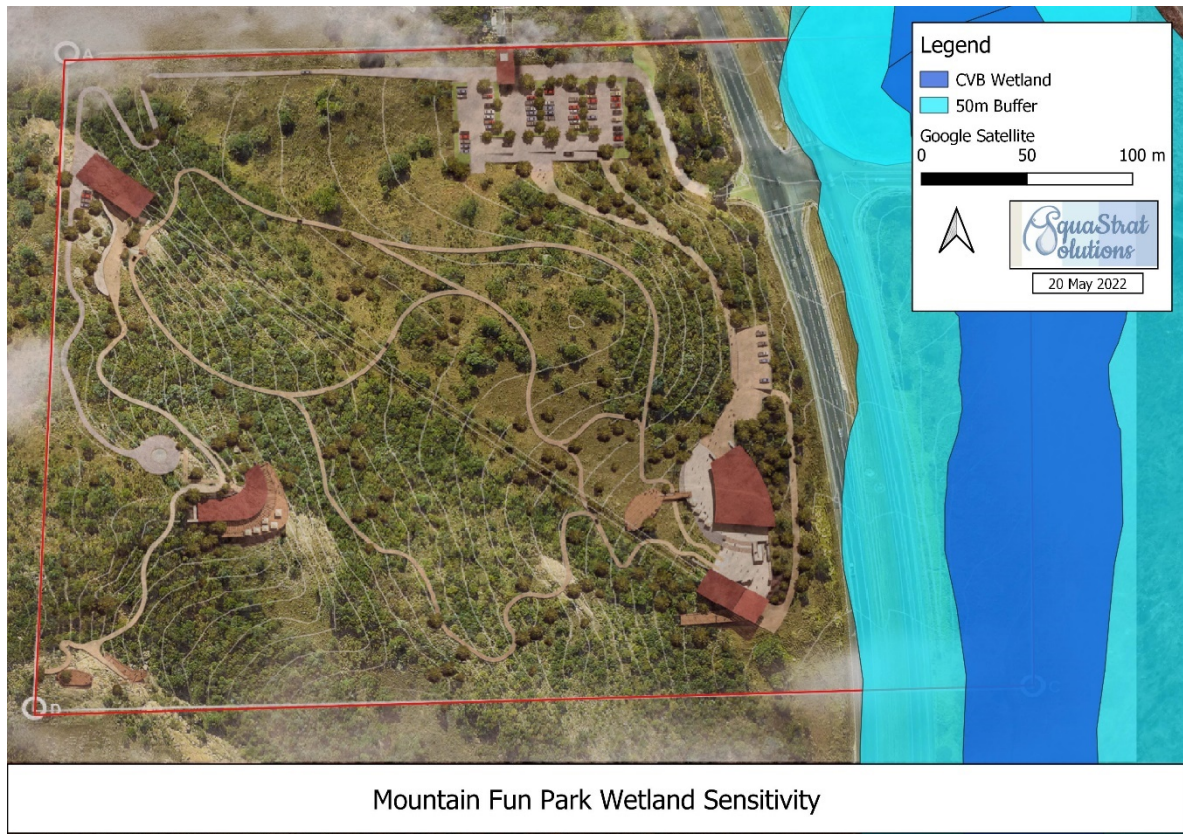 A
Legend
CVB Wetland
50m Buffer
Google Satellite
0 50 100 m
AquaStrat
Solutions
20 May 2022
D
C
Mountain Fun Park Wetland Sensitivity